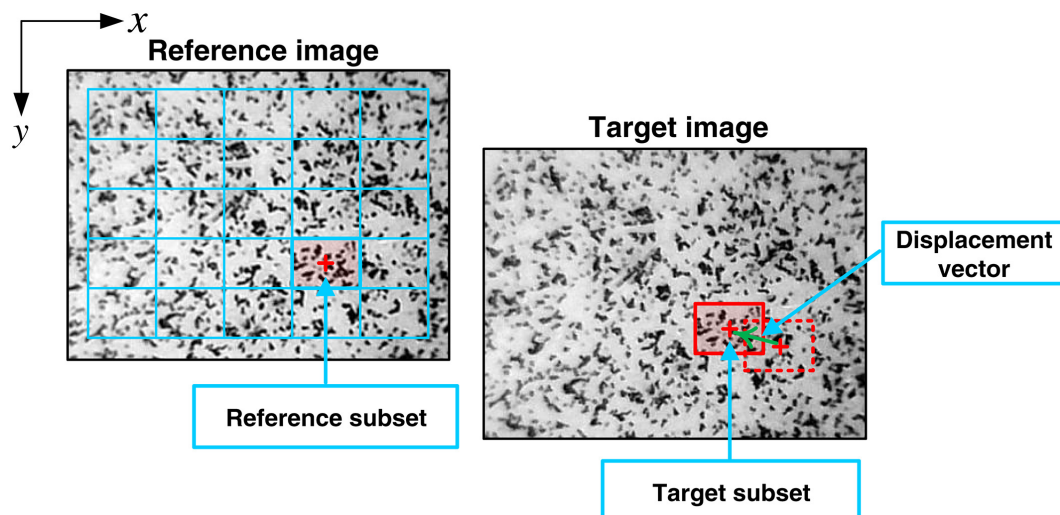 x
y
Reference image
Target image
Displacement
vector
Reference subset
Target subset